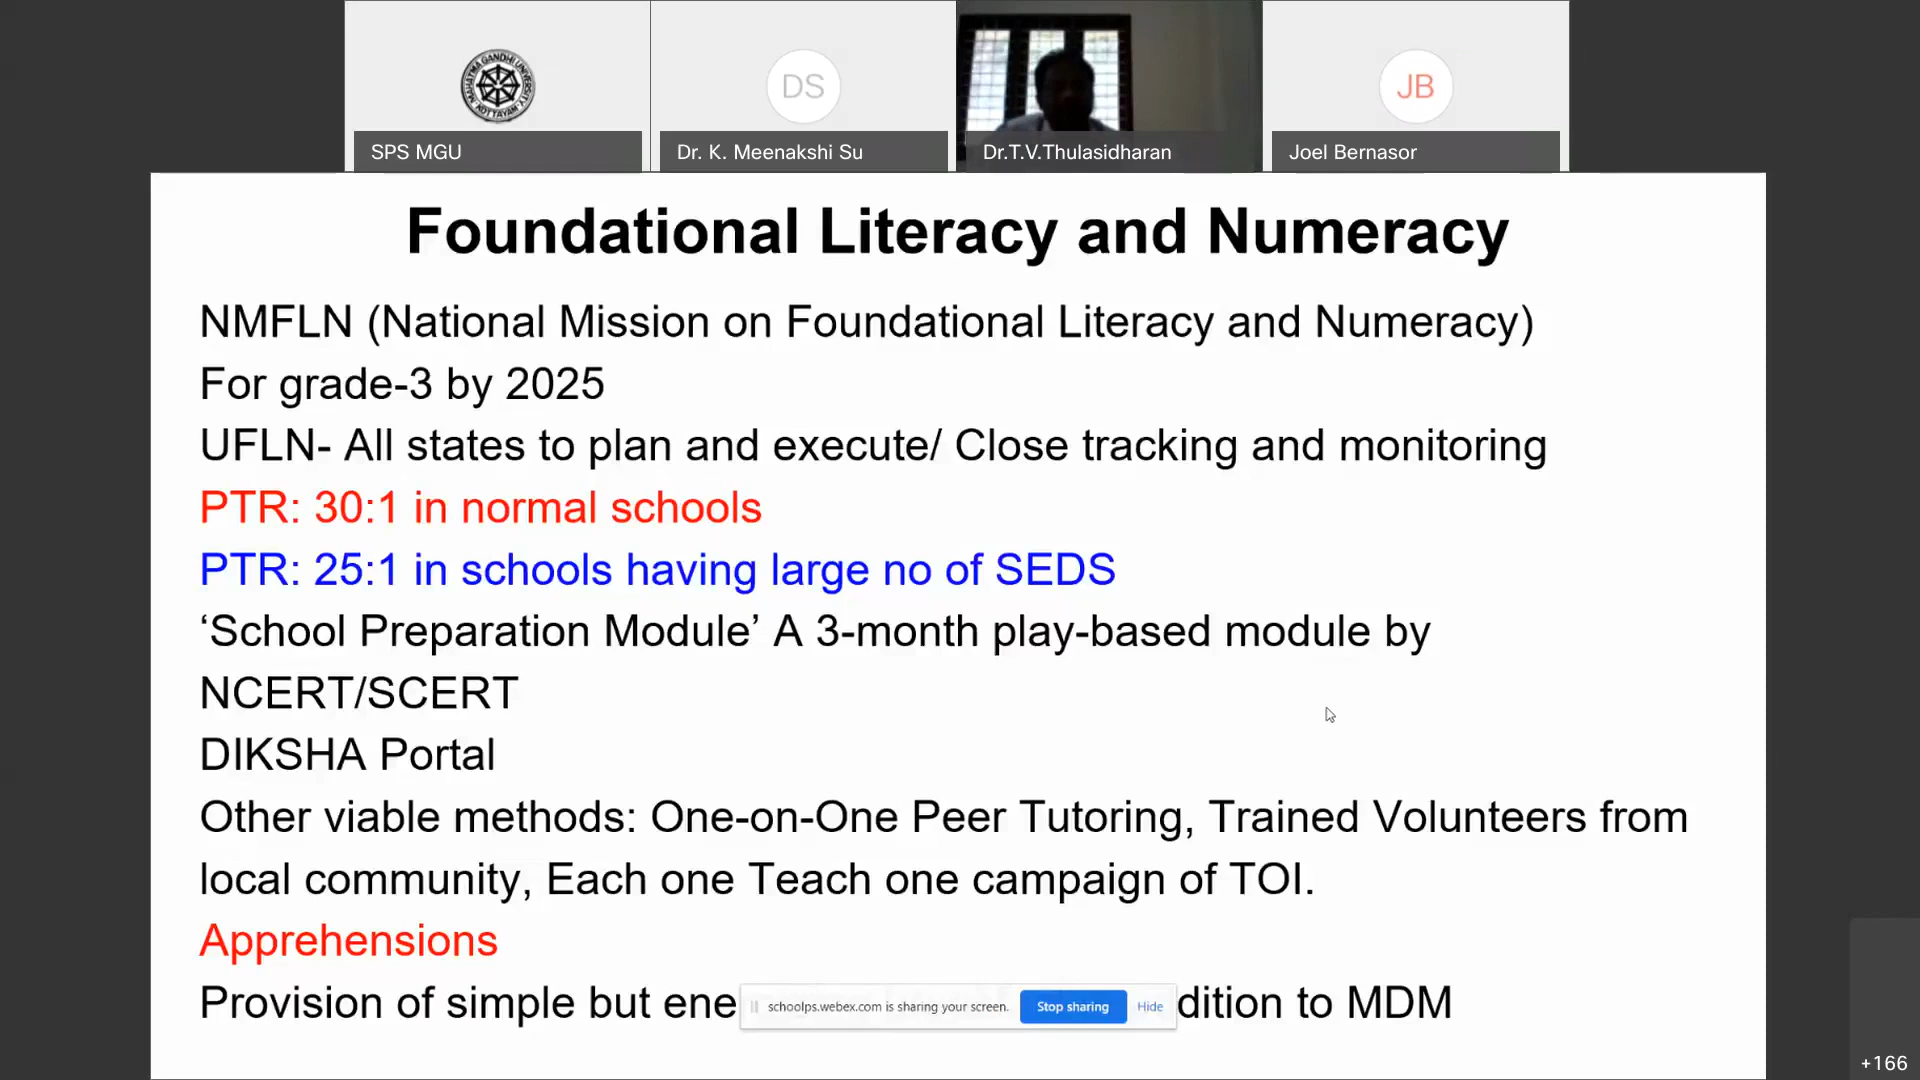 MAHATMA GANDHI UNIVERSITY
KOTTAYAM
DS
JB
SPS MGU
Dr. K. Meenakshi Su
Dr.T.V.Thulasidharan
Joel Bernasor
Foundational Literacy and Numeracy
NMFLN (National Mission on Foundational Literacy and Numeracy)
For grade-3 by 2025
UFLN- All states to plan and execute/ Close tracking and monitoring
PTR: 30:1 in normal schools
PTR: 25:1 in schools having large no of SEDS
‘School Preparation Module’ A 3-month play-based module by
NCERT/SCERT
DIKSHA Portal
Other viable methods: One-on-One Peer Tutoring, Trained Volunteers from
local community, Each one Teach one campaign of TOI.
Apprehensions
Provision of simple but ene dition to MDM
schoolps.webex.com is sharing your screen. Stop sharing Hide
+166